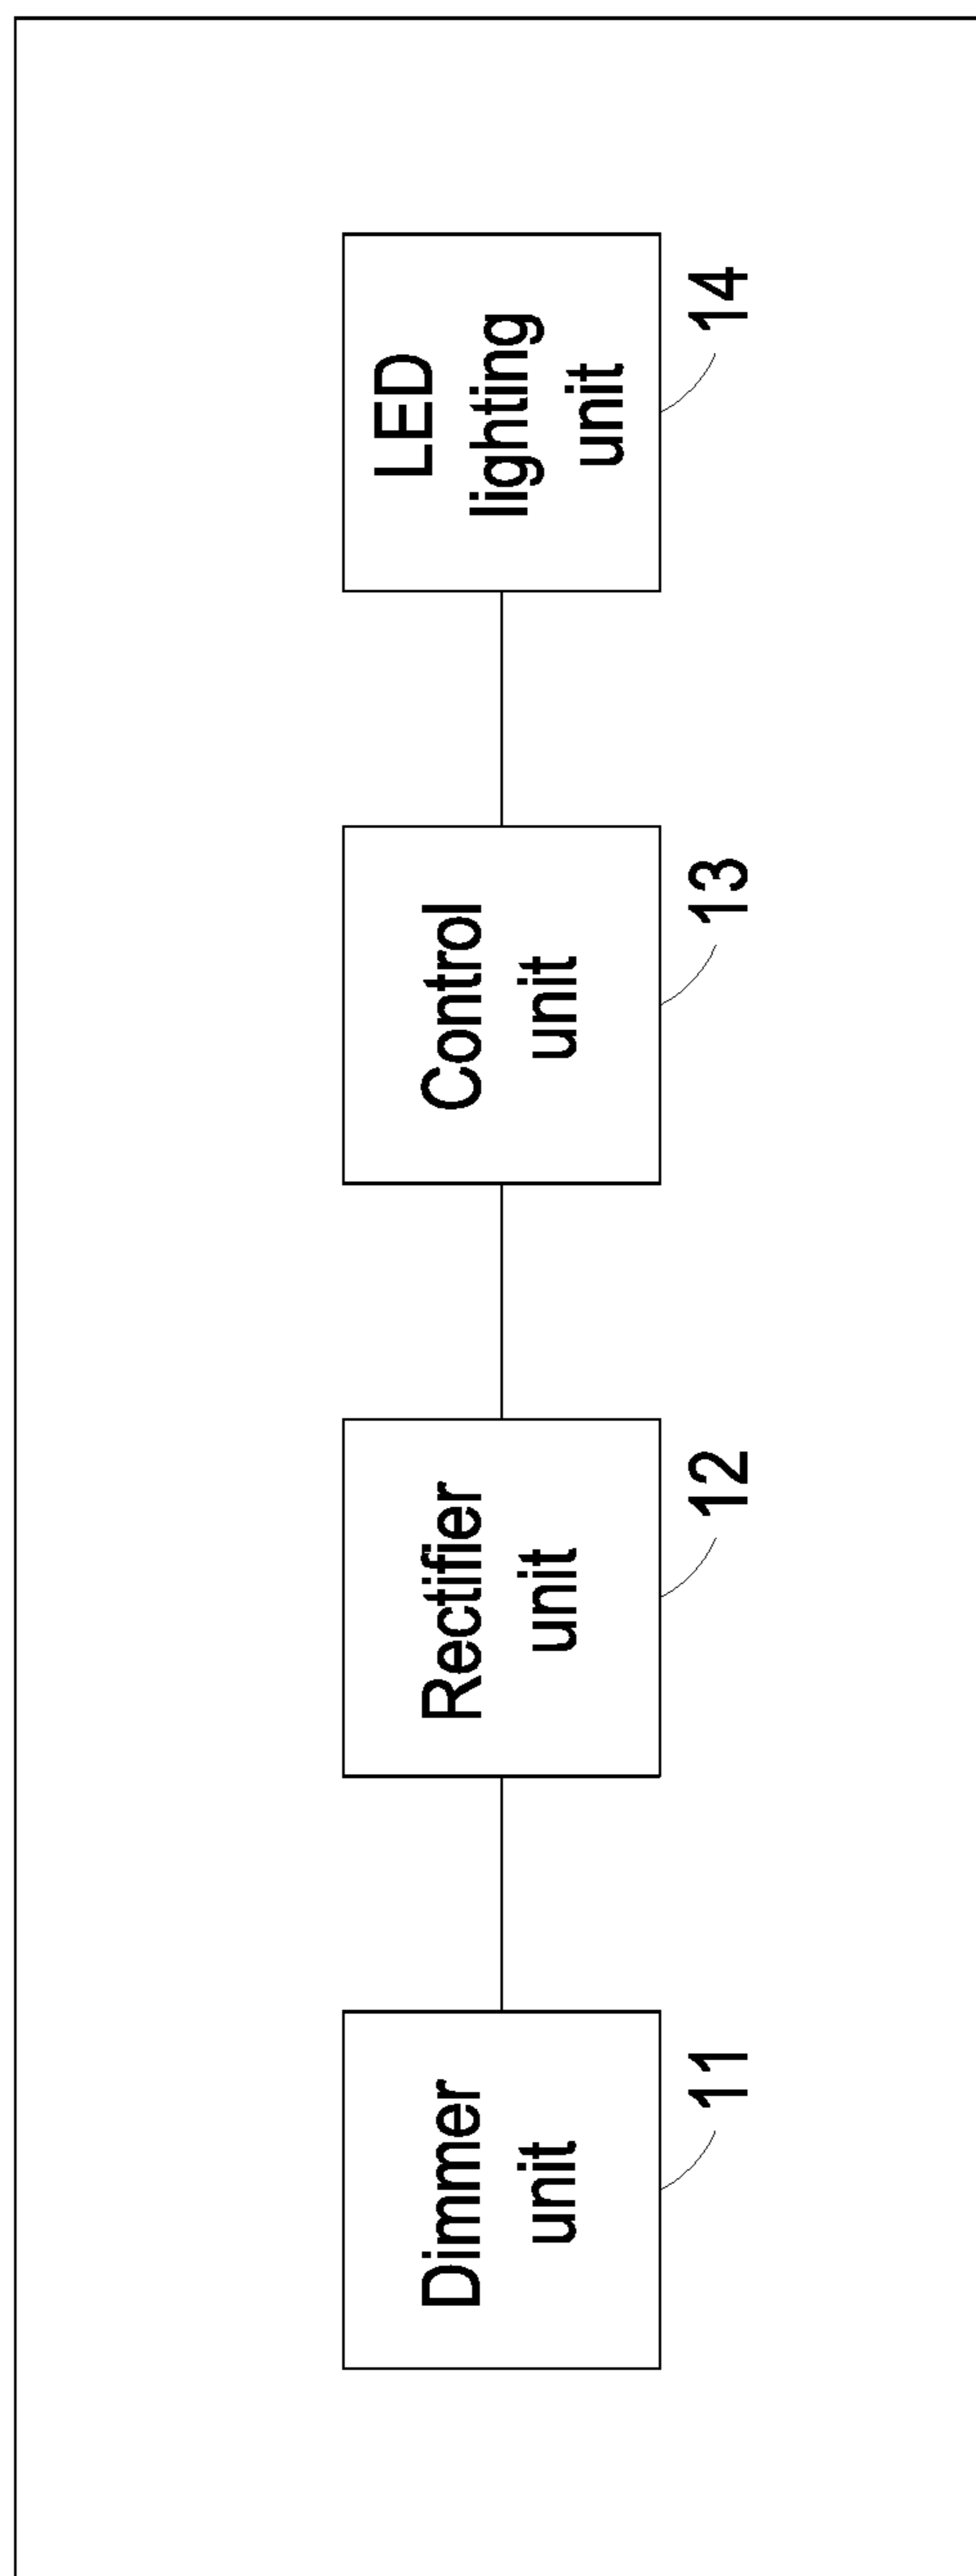 Dimmer
unit
11
Rectifier
unit
12
Control
unit
13
LED
lighting
unit
14